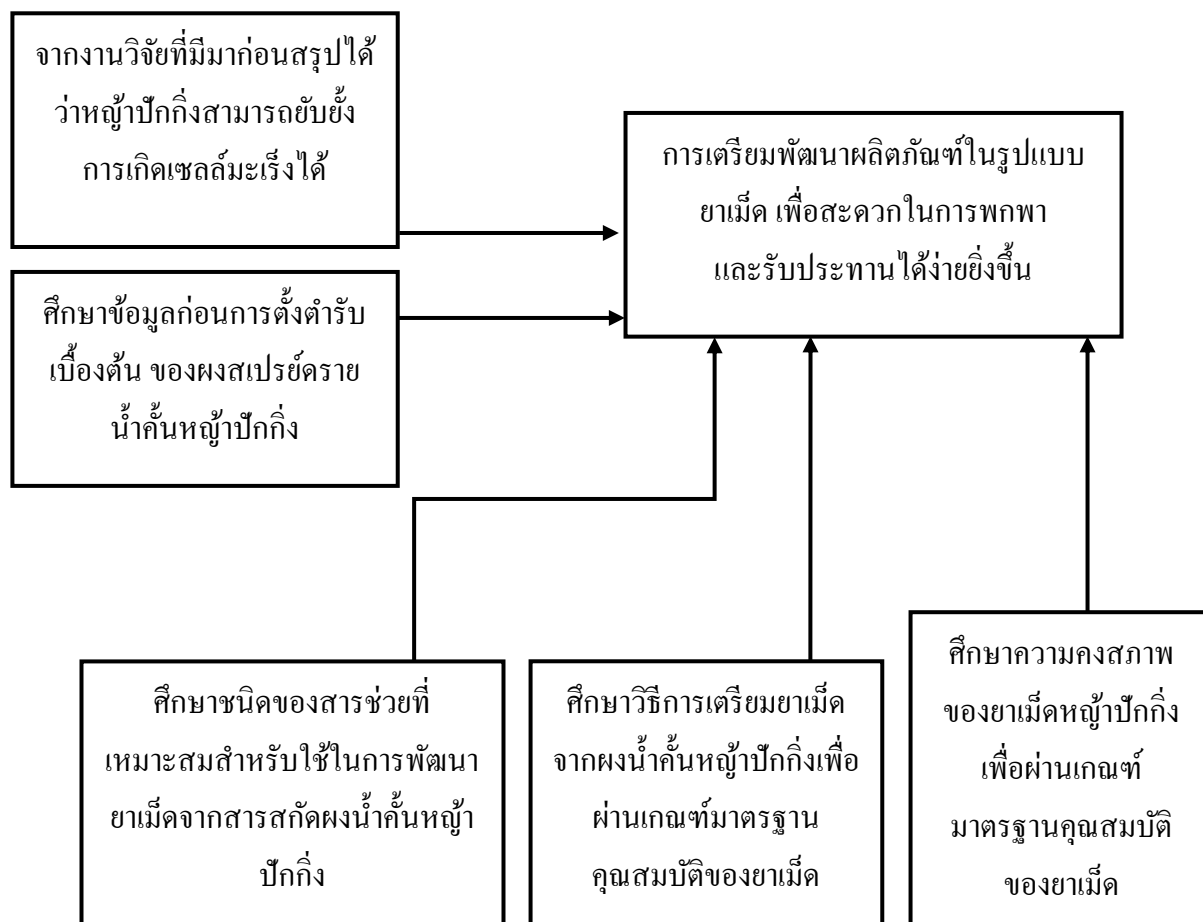 จากงานวิจัยที่มีมาก่อนสรุปได้
ว่าหญ้าปักกิ่งสามารถยับยั้ง
การเกิดเซลล์มะเร็งได้
การเตรียมพัฒนาผลิตภัณฑ์ในรูปแบบ
ยาเม็ด เพื่อสะดวกในการพกพา
และรับประทานได้ง่ายยิ่งขึ้น
ศึกษาข้อมูลก่อนการตั้งตำรับ
เบื้องต้น ของผงสเปรย์ดราย
น้ำคั้นหญ้าปักกิ่ง
ศึกษาชนิดของสารช่วยที่
เหมาะสมสำหรับใช้ในการพัฒนา
ยาเม็ดจากสารสกัดผงน้ำคั้นหญ้า
ปักกิ่ง
ศึกษาวิธีการเตรียมยาเม็ด
จากผงน้ำคั้นหญ้าปักกิ่งเพื่อ
ผ่านเกณฑ์มาตรฐาน
คุณสมบัติของยาเม็ด
ศึกษาความคงสภาพ
ของยาเม็ดหญ้าปักกิ่ง
เพื่อผ่านเกณฑ์
มาตรฐานคุณสมบัติ
ของยาเม็ด